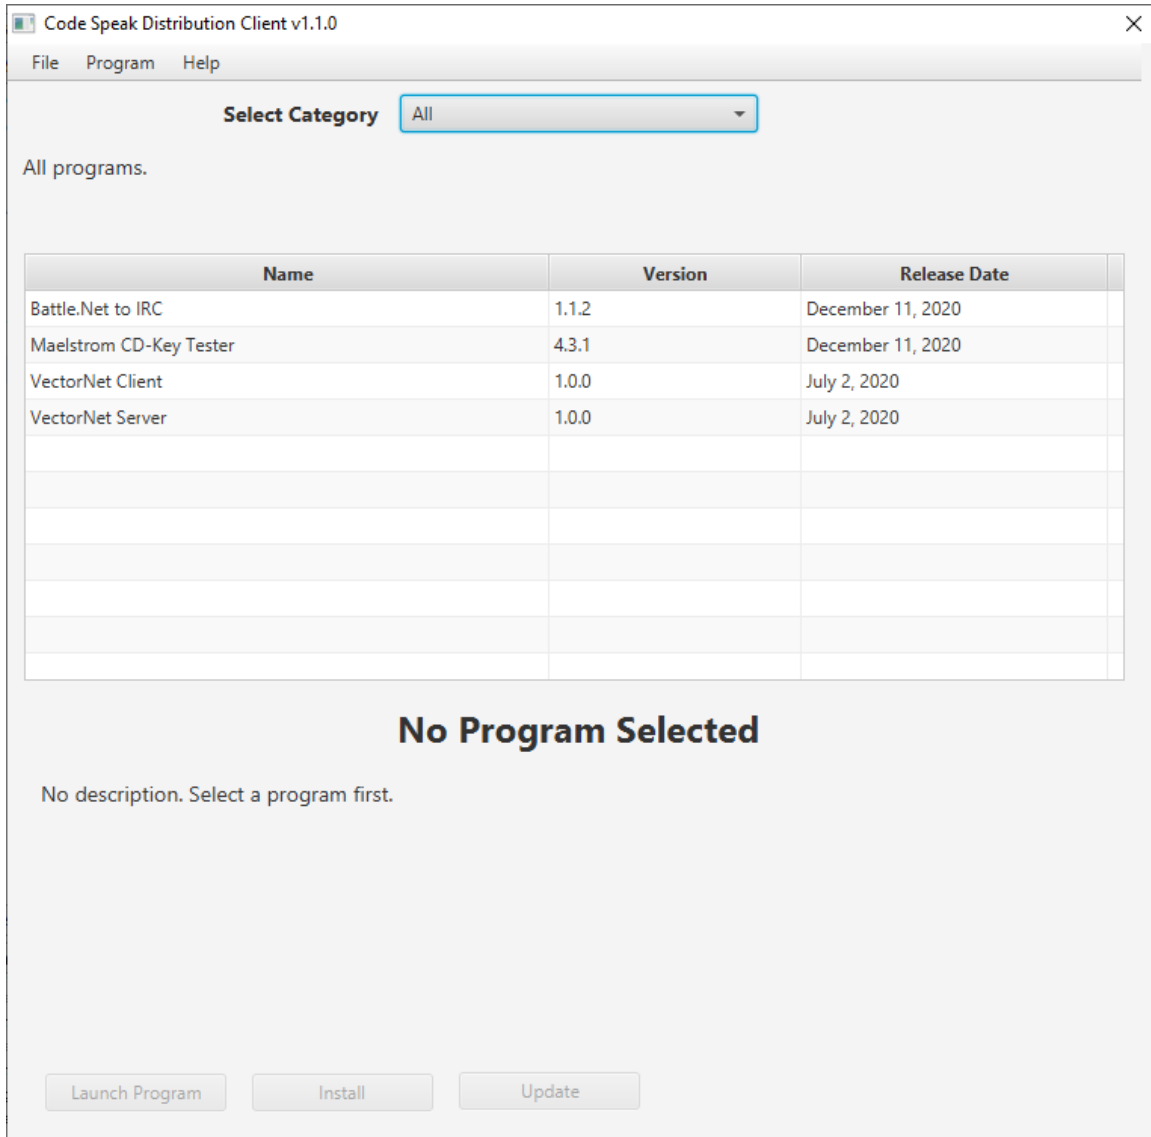 Code Speak Distribution Client v1.1.0
File Program Help
Select Category All
All programs.
Name Version Release Date
Battle.Net to IRC 1.1.2 December 11, 2020
Maelstrom CD-Key Tester 4.3.1 December 11, 2020
VectorNet Client 1.0.0 July 2, 2020
VectorNet Server 1.0.0 July 2, 2020
No Program Selected
No description. Select a program first.
Launch Program Install Update